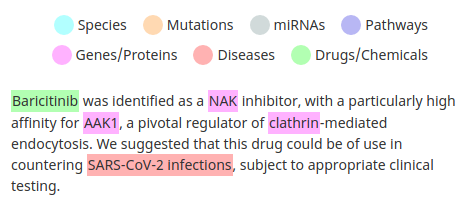 Species Mutations miRNAs Pathways
Genes/Proteins Diseases Drugs/Chemicals
Baricitinib was identified as a NAK inhibitor, with a particularly high
affinity for AAK1, a pivotal regulator of clathrin-mediated
endocytosis. We suggested that this drug could be of use in
countering SARS-CoV-2 infections, subject to appropriate clinical
testing.